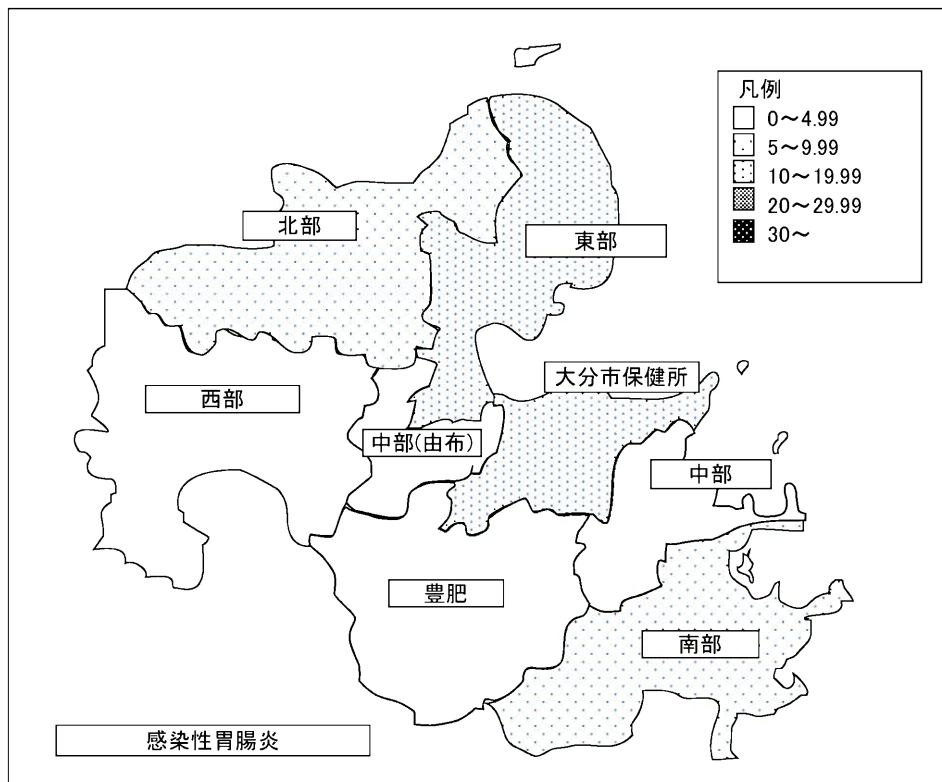 凡例
0～4.99
5～9.99
10～19.99
20～29.99
30～
北部
東部
大分市保健所
西部
中部(由布)
中部
豊肥
南部
感染性胃腸炎